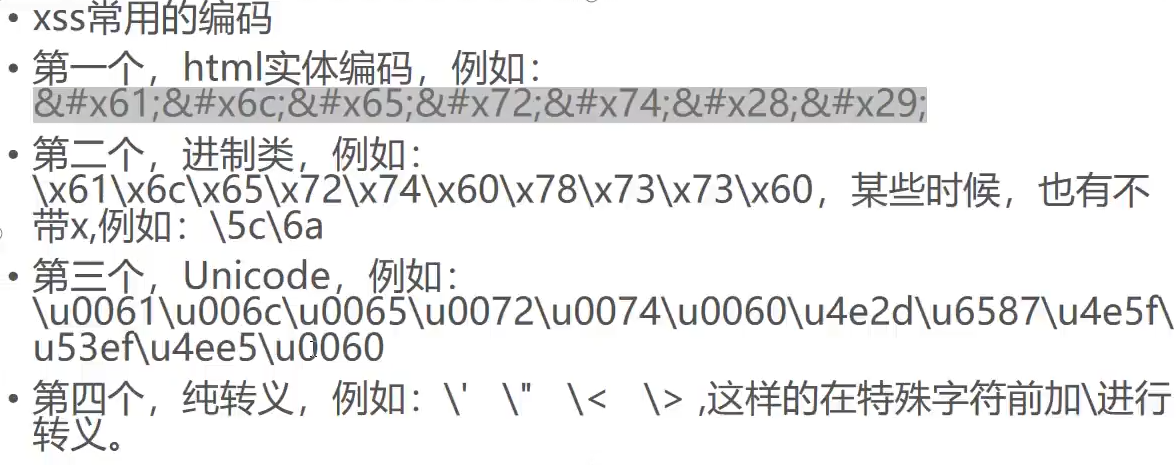 • xss常用的编码
• 第一个，html实体编码，例如：
&#x61;&#x6c;&#x65;&#x72;&#x74;&#x28;&#x29;
• 第二个，进制类，例如：
\x61\x6c\x65\x72\x74\x60\x78\x73\x73\x60，某些时候，也有不
带x,例如：\5c\6a
• 第三个，Unicode，例如：
\u0061\u006c\u0065\u0072\u0074\u0060\u4e2d\u6587\u4e5f\
u53ef\u4ee5\u0060
• 第四个，纯转义，例如：\' \" \< \> ,这样的在特殊字符前加\进行
转义。